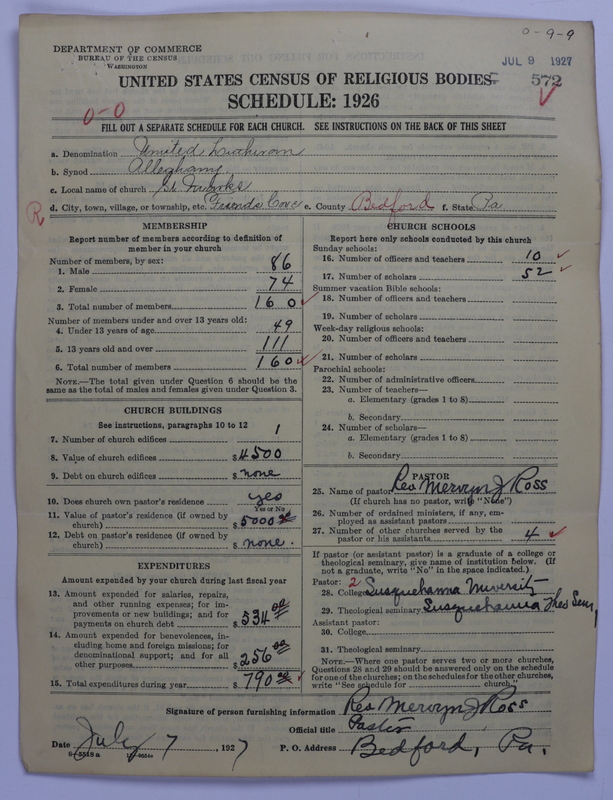 0-9-9
DEPARTMENT OF COMMERCE
BUREAU OF THE CENSUS
WASHINGTON
JUL 9 1927
572
UNITED STATES CENSUS OF RELIGIOUS BODIES
SCHEDULE: 1926
0-0
FILL OUT A SEPARATE SCHEDULE FOR EACH CHURCH. SEE INSTRUCTIONS ON THE BACK OF THIS SHEET
a. Denomination United Lutheran
b. Synod Alleghany
c. Local name of church St Marks
d. City, town, village, or township, etc. Friends Cove e. County Bedford f. State Pa
R
MEMBERSHIP
Report number of members according to definition of
member in your church
Number of members, by sex:
1. Male 86
2. Female 74
3. Total number of members 160
Number of members under and over 13 years old:
4. Under 13 years of age 49
5. 13 years old and over 111
6. Total number of members 160
NOTE.—The total given under Question 6 should be the
same as the total of males and females given under Question 3.
CHURCH BUILDINGS
See instructions, paragraphs 10 to 12
7. Number of church edifices 1
8. Value of church edifices $4500
9. Debt on church edifices $none
10. Does church own pastor's residence yes
Yes or No
11. Value of pastor's residence (if owned by
church) $5000 00
12. Debt on pastor's residence (if owned by
church) $none.
EXPENDITURES
Amount expended by your church during last fiscal year
13. Amount expended for salaries, repairs,
and other running expenses; for im-
provements or new buildings; and for
payments on church debt $534 00
14. Amount expended for benevolences, in-
cluding home and foreign missions; for
denominational support; and for all
other purposes $256 00
15. Total expenditures during year $790 00
CHURCH SCHOOLS
Report here only schools conducted by this church
Sunday schools:
16. Number of officers and teachers 10
17. Number of scholars 52
Summer vacation Bible schools:
18. Number of officers and teachers
19. Number of scholars
Week-day religious schools:
20. Number of officers and teachers
21. Number of scholars
Parochial schools:
22. Number of administrative officers
23. Number of teachers—
a. Elementary (grades 1 to 8)
b. Secondary
24. Number of scholars—
a. Elementary (grades 1 to 8)
b. Secondary
PASTOR
25. Name of pastor Rev Mervyn J Ross
(If church has no pastor, write "None")
26. Number of ordained ministers, if any, em-
ployed as assistant pastors
27. Number of other churches served by the
pastor or his assistants 4
If pastor (or assistant pastor) is a graduate of a college or
theological seminary, give name of institution below. (If
not a graduate, write "No" in the space indicated.)
Pastor: 2
28. College Susquehanna University
29. Theological seminary Susquehanna Theo Sem.
Assistant pastor:
30. College
31. Theological seminary
NOTE.—Where one pastor serves two or more churches,
Questions 28 and 29 should be answered only on the schedule
for one of the churches; on the schedules for the other churches,
write "See schedule for church."
Signature of person furnishing information Rev Mervyn J Ross
Official title Pastor
Date July 7, 1927 P. O. Address Bedford, Pa.